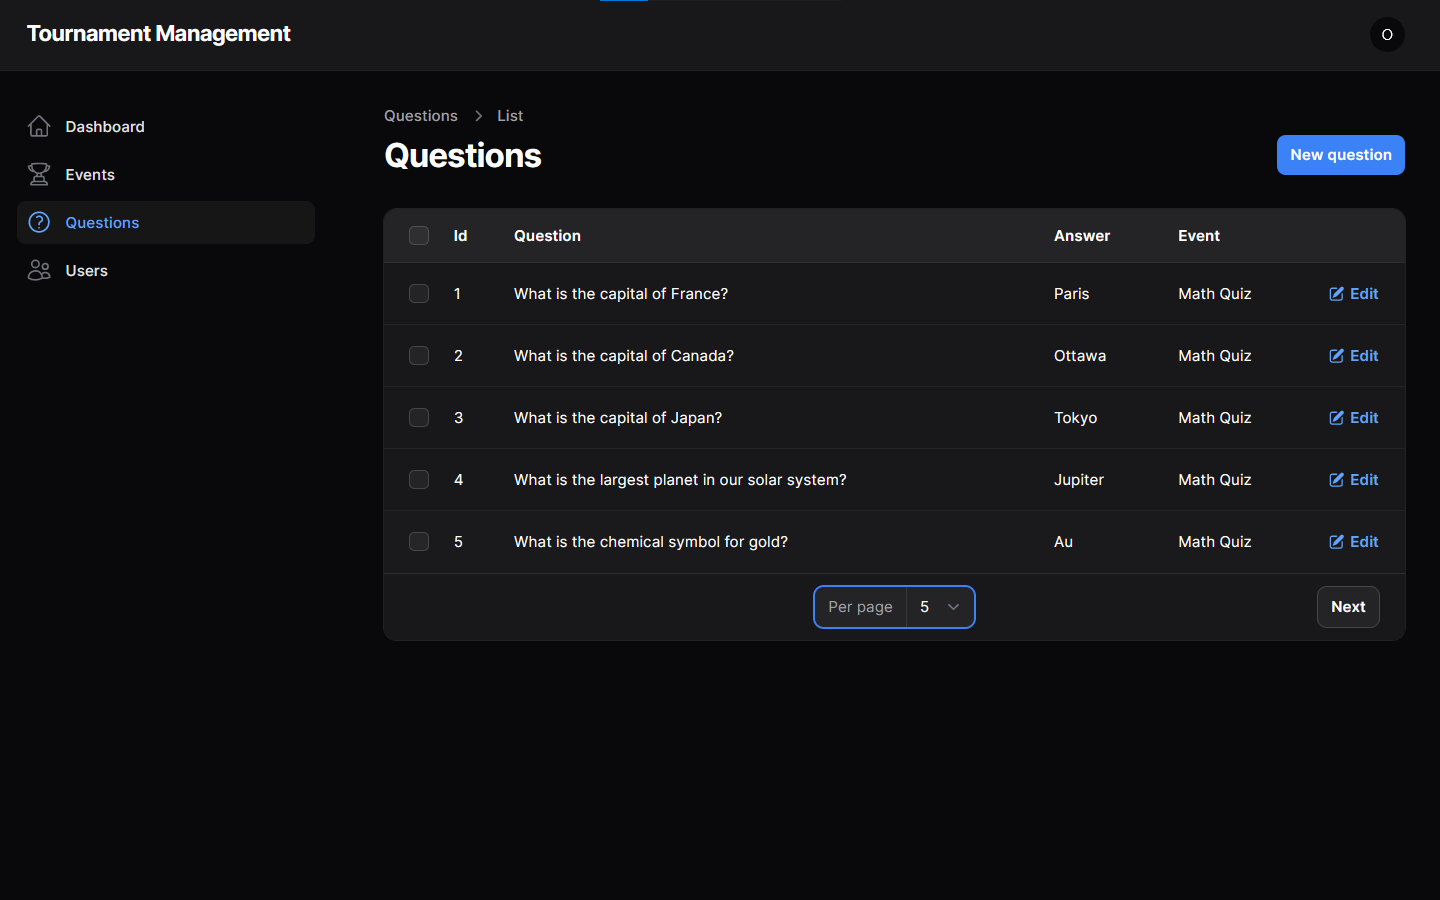 Tournament Management
O
Dashboard
Events
Questions
Users
Questions > List
Questions
New question
Id Question Answer Event
1 What is the capital of France? Paris Math Quiz Edit
2 What is the capital of Canada? Ottawa Math Quiz Edit
3 What is the capital of Japan? Tokyo Math Quiz Edit
4 What is the largest planet in our solar system? Jupiter Math Quiz Edit
5 What is the chemical symbol for gold? Au Math Quiz Edit
Per page 5
Next